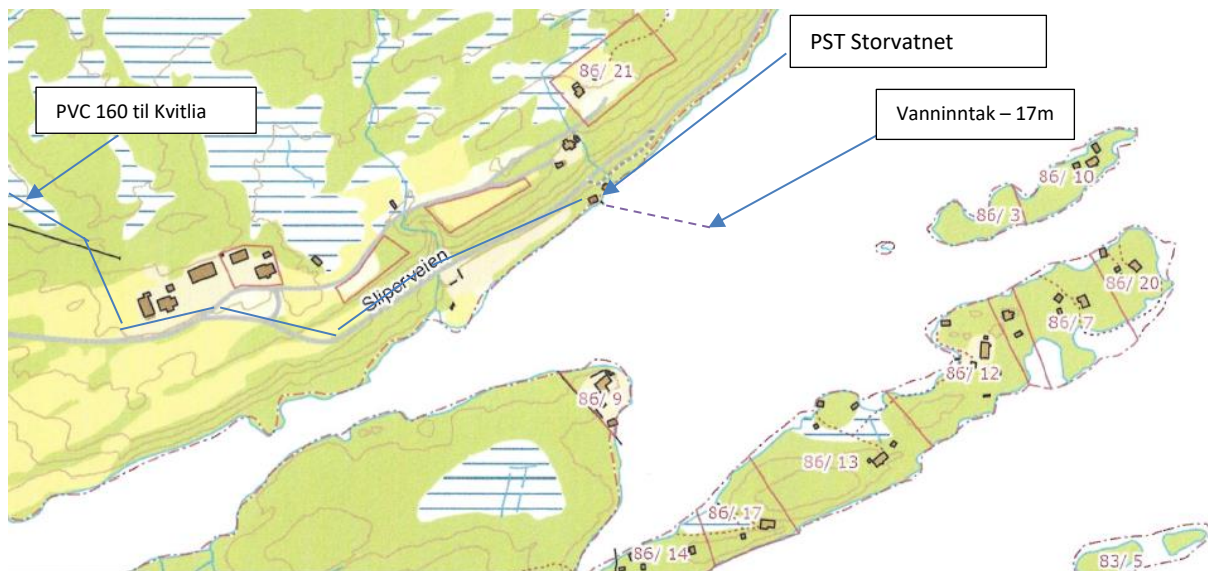 PST Storvatnet
86/ 21
PVC 160 til Kvitlia
Vanninntak – 17m
86/ 10
86/ 3
Sliperveien
86/ 20
86/ 7
86/ 12
86/ 9
86/ 13
86/ 17
86/ 14
83/ 5